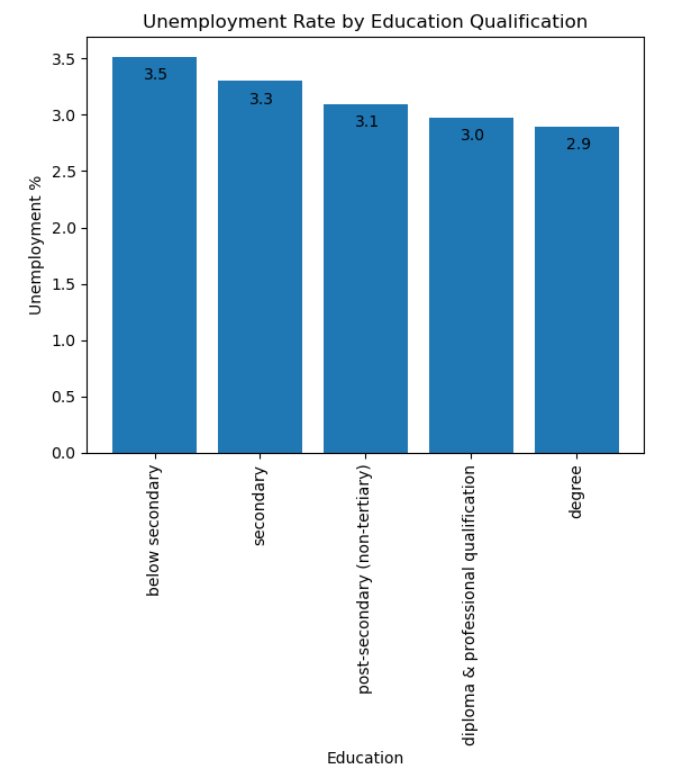 Unemployment Rate by Education Qualification
Unemployment %
3.5
3.0
2.5
2.0
1.5
1.0
0.5
0.0
3.5
3.3
3.1
3.0
2.9
below secondary
secondary
post-secondary (non-tertiary)
diploma & professional qualification
degree
Education